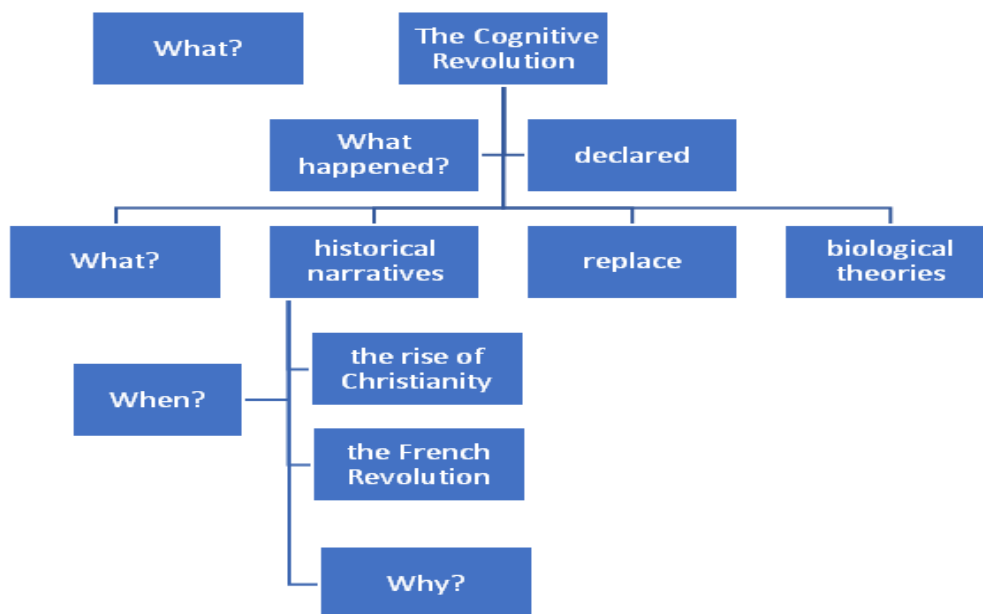 What?
The Cognitive
Revolution
What
happened?
declared
What?
historical
narratives
replace
biological
theories
the rise of
Christianity
When?
the French
Revolution
Why?